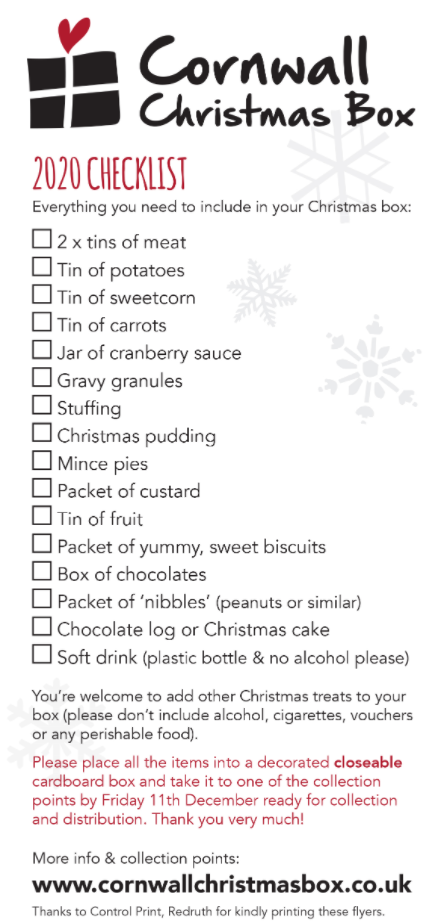 Cornwall
Christmas Box
2020 CHECKLIST
Everything you need to include in your Christmas box:
2 x tins of meat
Tin of potatoes
Tin of sweetcorn
Tin of carrots
Jar of cranberry sauce
Gravy granules
Stuffing
Christmas pudding
Mince pies
Packet of custard
Tin of fruit
Packet of yummy, sweet biscuits
Box of chocolates
Packet of ‘nibbles’ (peanuts or similar)
Chocolate log or Christmas cake
Soft drink (plastic bottle & no alcohol please)
You’re welcome to add other Christmas treats to your
box (please don’t include alcohol, cigarettes, vouchers
or any perishable food).
Please place all the items into a decorated closeable
cardboard box and take it to one of the collection
points by Friday 11th December ready for collection
and distribution. Thank you very much!
More info & collection points:
www.cornwallchristmasbox.co.uk
Thanks to Control Print, Redruth for kindly printing these flyers.